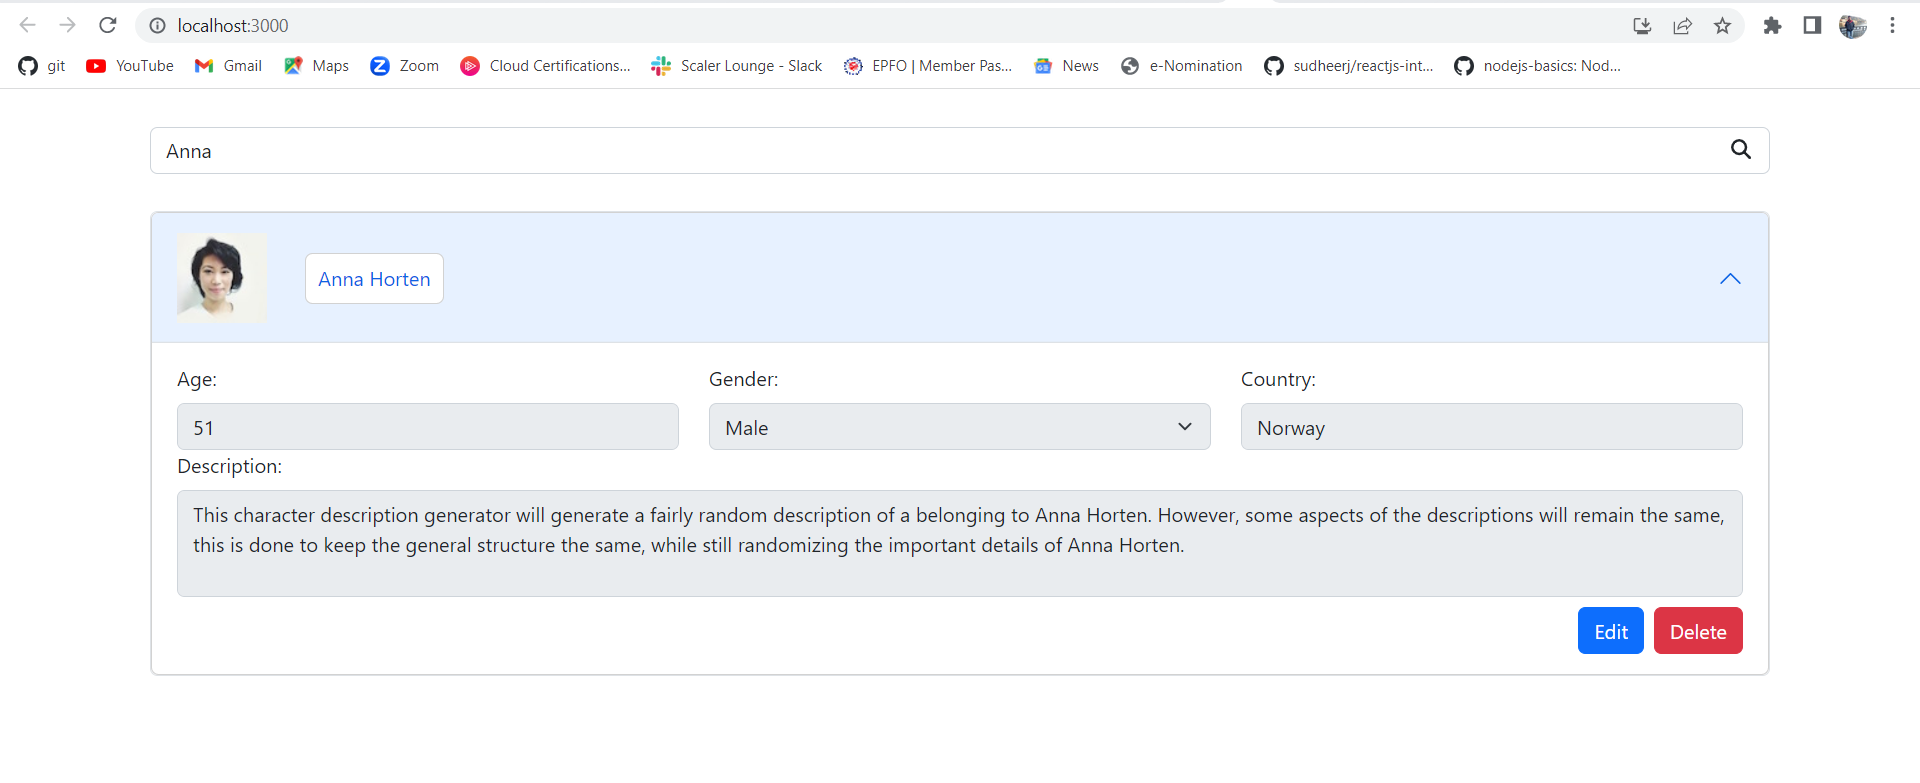 localhost:3000
git YouTube Gmail Maps Zoom Cloud Certifications... Scaler Lounge - Slack EPFO | Member Pas... News e-Nomination sudheerj/reactjs-int... nodejs-basics: Nod...
Anna
Anna Horten
Age: Gender: Country:
51 Male Norway
Description:
This character description generator will generate a fairly random description of a belonging to Anna Horten. However, some aspects of the descriptions will remain the same,
this is done to keep the general structure the same, while still randomizing the important details of Anna Horten.
Edit Delete